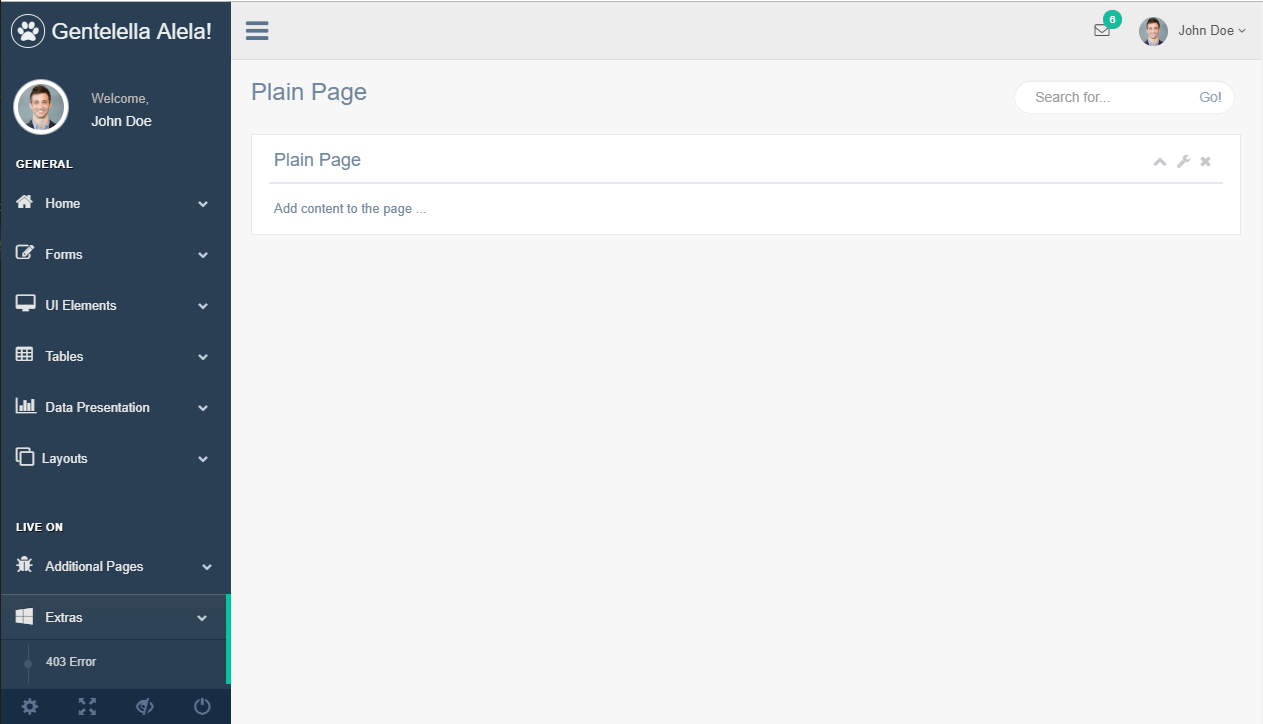 Gentelella Alela!
Welcome,
John Doe
GENERAL
Home
Forms
UI Elements
Tables
Data Presentation
Layouts
LIVE ON
Additional Pages
Extras
403 Error
6
John Doe
Plain Page
Search for...
Go!
Plain Page
Add content to the page ...